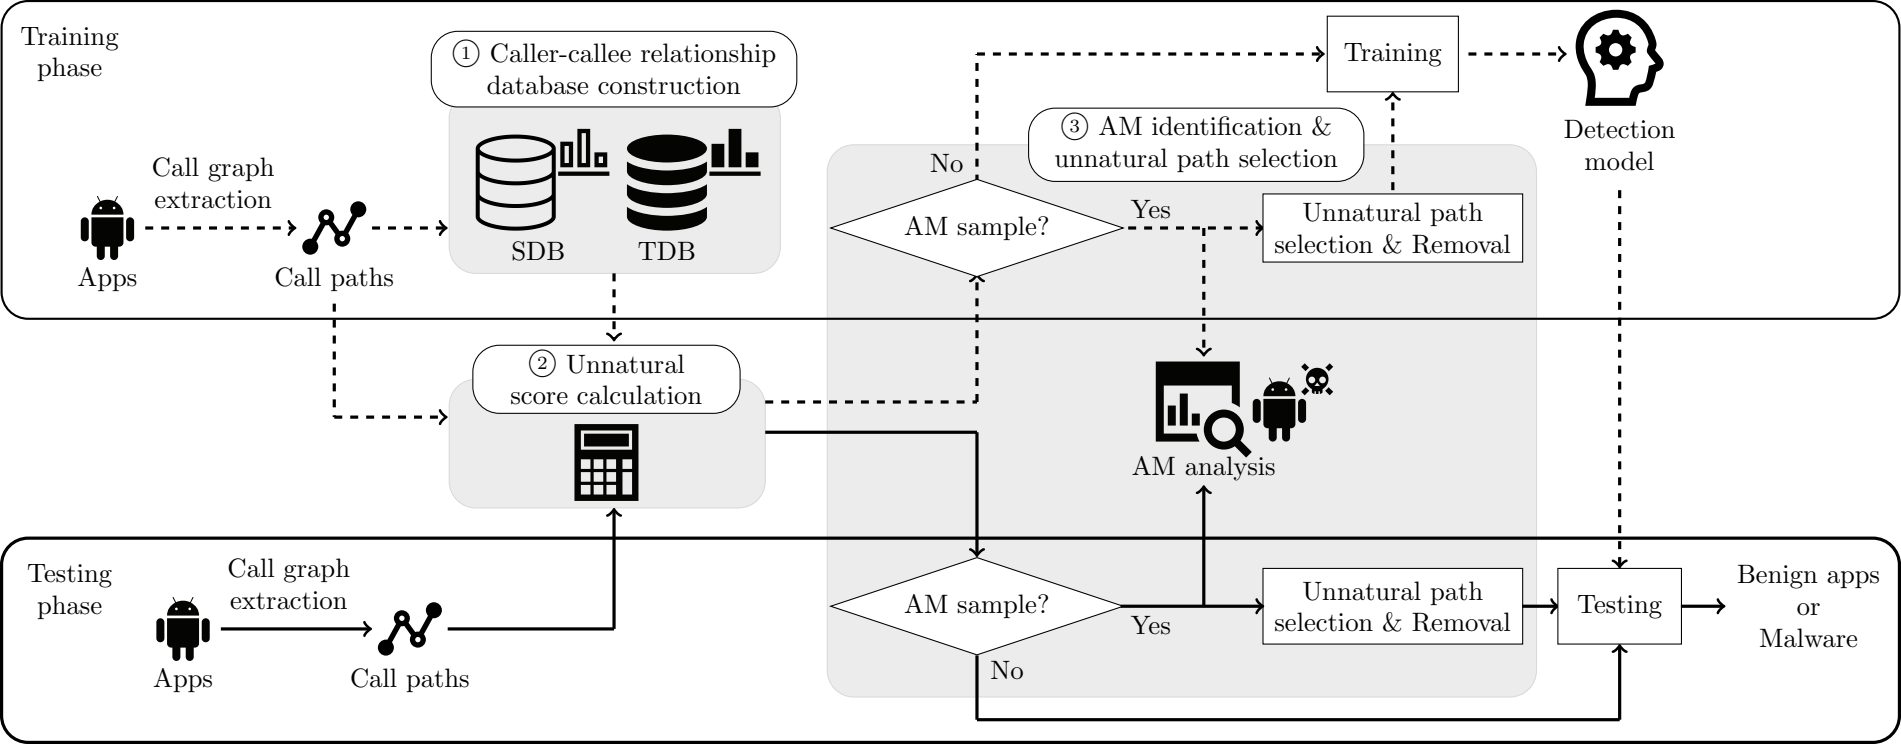 Training
phase
① Caller-callee relationship
database construction
Call graph
extraction
Apps
Call paths
SDB
TDB
No
AM sample?
Yes
③ AM identification &
unnatural path selection
Unnatural path
selection & Removal
Training
Detection
model
② Unnatural
score calculation
AM analysis
Testing
phase
Call graph
extraction
Apps
Call paths
AM sample?
Yes
No
Unnatural path
selection & Removal
Testing
Benign apps
or
Malware